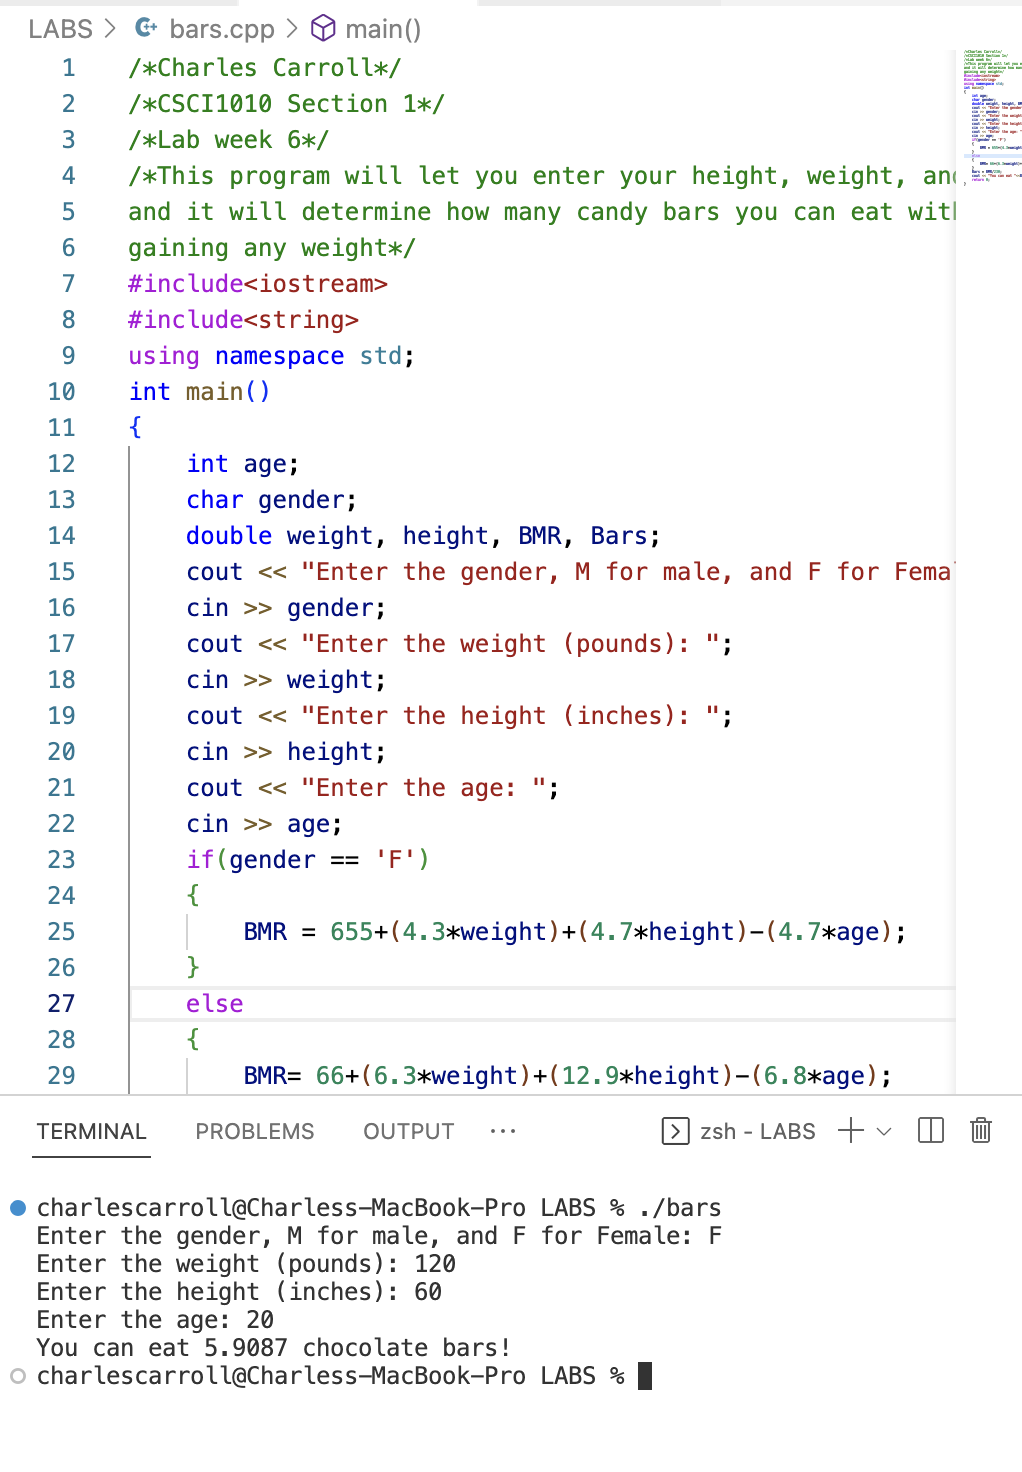 LABS > bars.cpp > main()
1 /*Charles Carroll*/
2 /*CSCI1010 Section 1*/
3 /*Lab week 6*/
4 /*This program will let you enter your height, weight, and
5 and it will determine how many candy bars you can eat with
6 gaining any weight*/
7 #include<iostream>
8 #include<string>
9 using namespace std;
10 int main()
11 {
12 int age;
13 char gender;
14 double weight, height, BMR, Bars;
15 cout << "Enter the gender, M for male, and F for Fema
16 cin >> gender;
17 cout << "Enter the weight (pounds): ";
18 cin >> weight;
19 cout << "Enter the height (inches): ";
20 cin >> height;
21 cout << "Enter the age: ";
22 cin >> age;
23 if(gender == 'F')
24 {
25 BMR = 655+(4.3*weight)+(4.7*height)-(4.7*age);
26 }
27 else
28 {
29 BMR= 66+(6.3*weight)+(12.9*height)-(6.8*age);
TERMINAL PROBLEMS OUTPUT ··· zsh - LABS
charlescarroll@Charless-MacBook-Pro LABS % ./bars
Enter the gender, M for male, and F for Female: F
Enter the weight (pounds): 120
Enter the height (inches): 60
Enter the age: 20
You can eat 5.9087 chocolate bars!
charlescarroll@Charless-MacBook-Pro LABS %